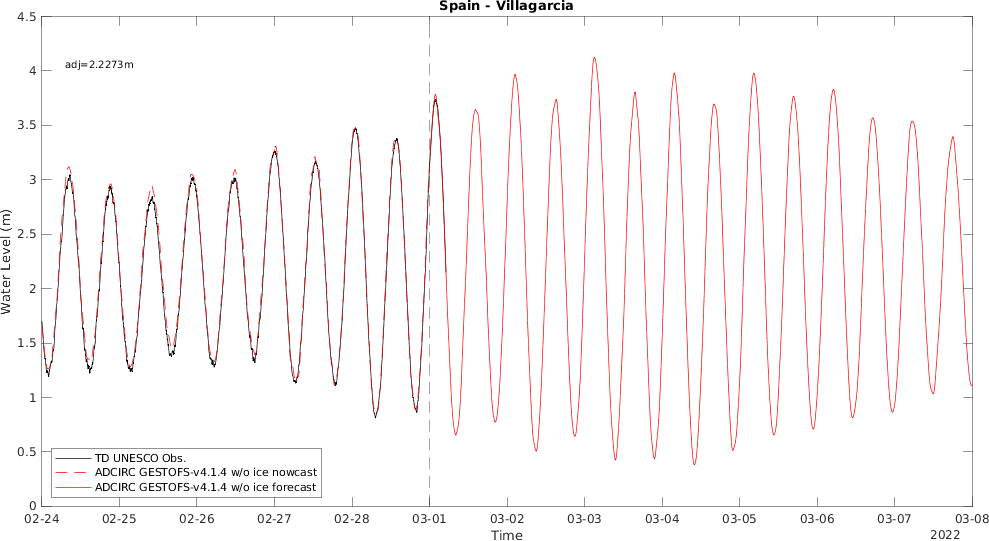 Spain - Villagarcia
4.5
4
3.5
3
2.5
2
1.5
1
0.5
0
Water Level (m)
adj=2.2273m
TD UNESCO Obs.
ADCIRC GESTOFS-v4.1.4 w/o ice nowcast
ADCIRC GESTOFS-v4.1.4 w/o ice forecast
02-24 02-25 02-26 02-27 02-28 03-01 03-02 03-03 03-04 03-05 03-06 03-07 03-08
Time
2022